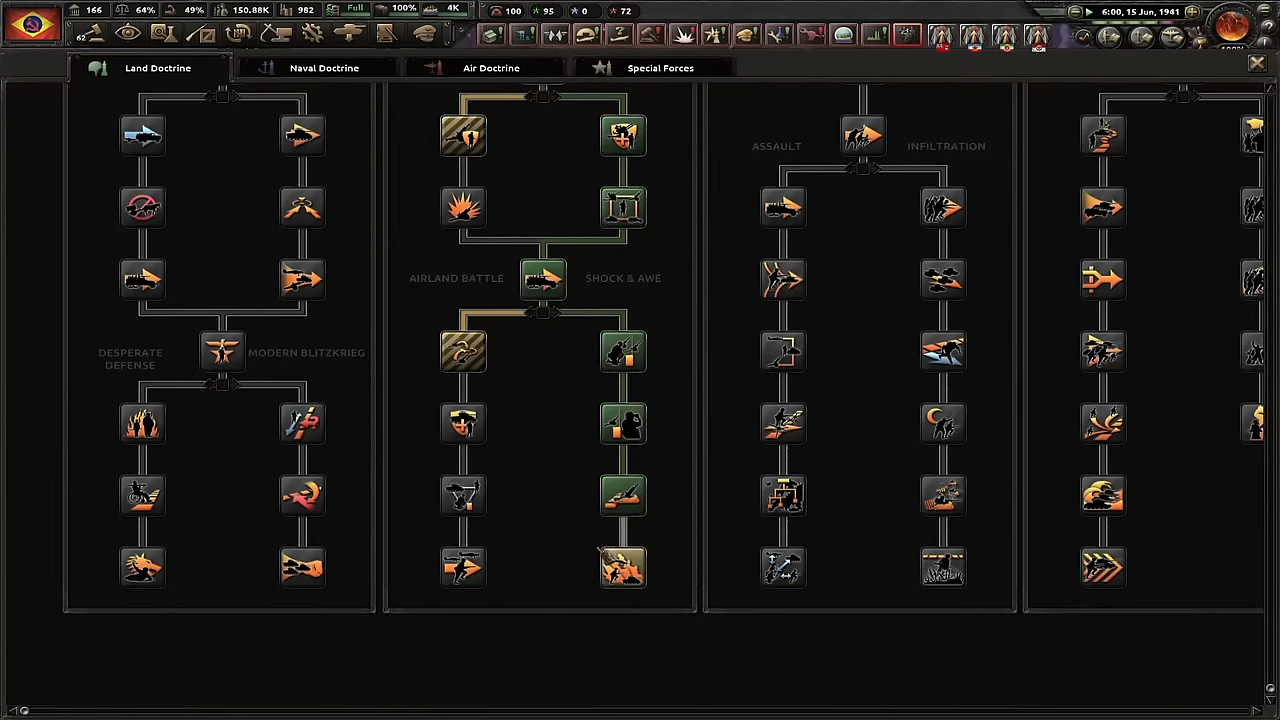 166 64% 49% 150.88K 982 Full 100% 4K 100 95 0 72 6:00, 15 Jun, 1941
62
Land Doctrine Naval Doctrine Air Doctrine Special Forces
ASSAULT INFILTRATION
AIRLAND BATTLE SHOCK & AWE
DESPERATE DEFENSE MODERN BLITZKRIEG